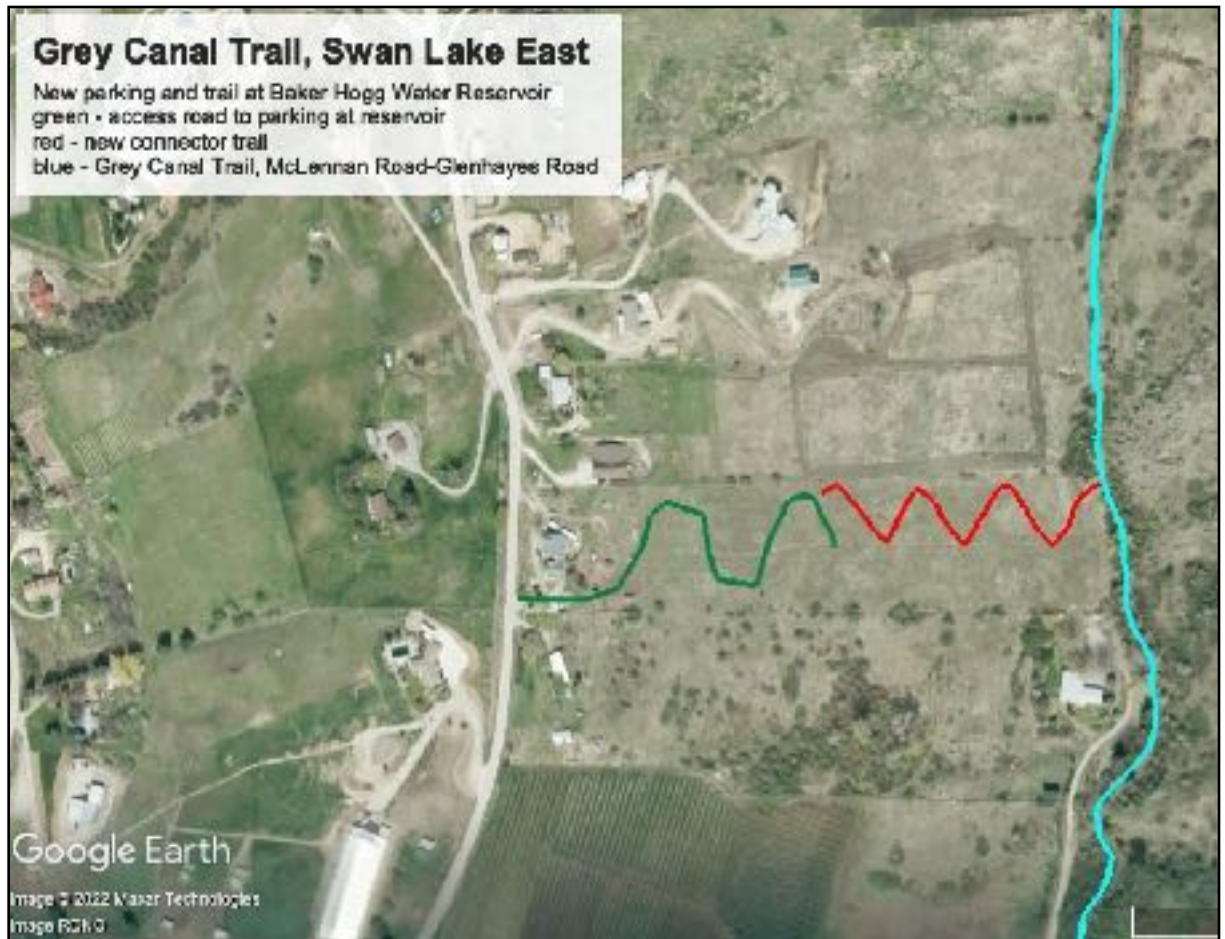 Grey Canal Trail, Swan Lake East
New parking and trail at Baker Hogg Water Reservoir
green - access road to parking at reservoir
red - new connector trail
blue - Grey Canal Trail, McLennan Road-Glenhayes Road
Google Earth
Image © 2022 Maxar Technologies
Image RDNO